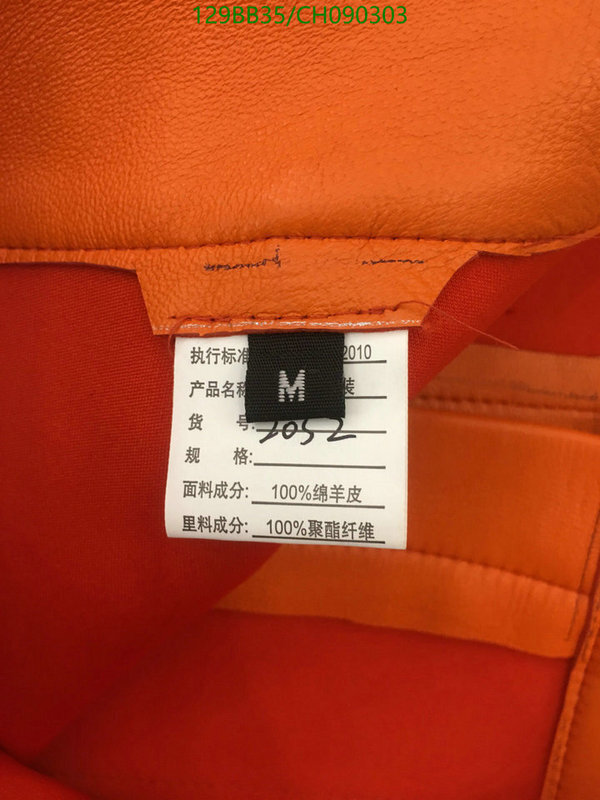 129BB35/CH090303
执行标准 2010
产品名称 装
M
货 号: 2052
规 格:
面料成分: 100%绵羊皮
里料成分: 100%聚酯纤维